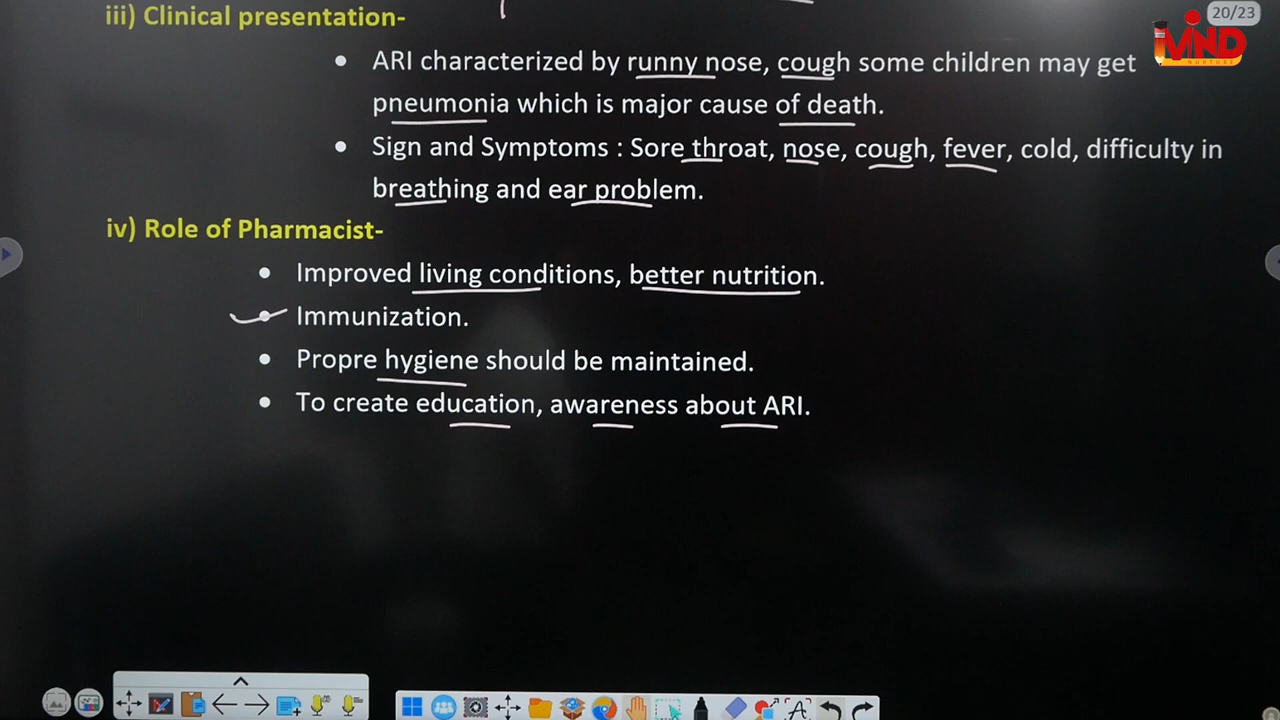 iii) Clinical presentation-
20/23
MIND
NURTURE
• ARI characterized by runny nose, cough some children may get
pneumonia which is major cause of death.
• Sign and Symptoms : Sore throat, nose, cough, fever, cold, difficulty in
breathing and ear problem.
iv) Role of Pharmacist-
• Improved living conditions, better nutrition.
• Immunization.
• Propre hygiene should be maintained.
• To create education, awareness about ARI.